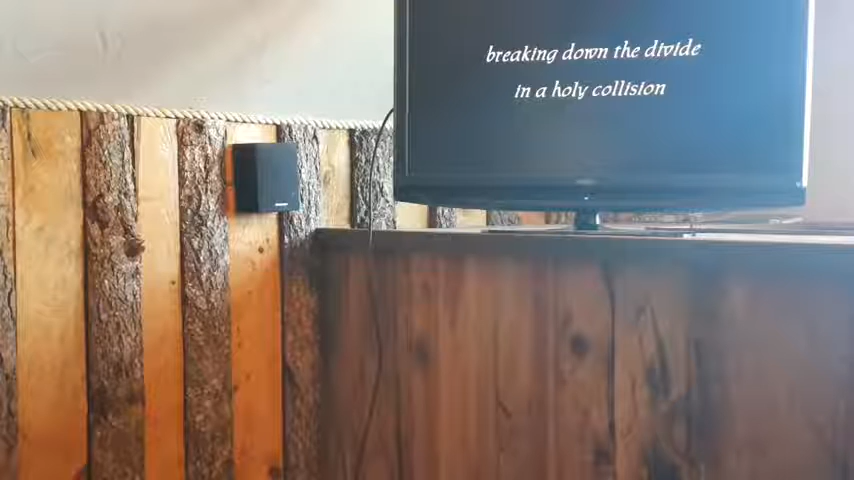 breaking down the divide
in a holy collision